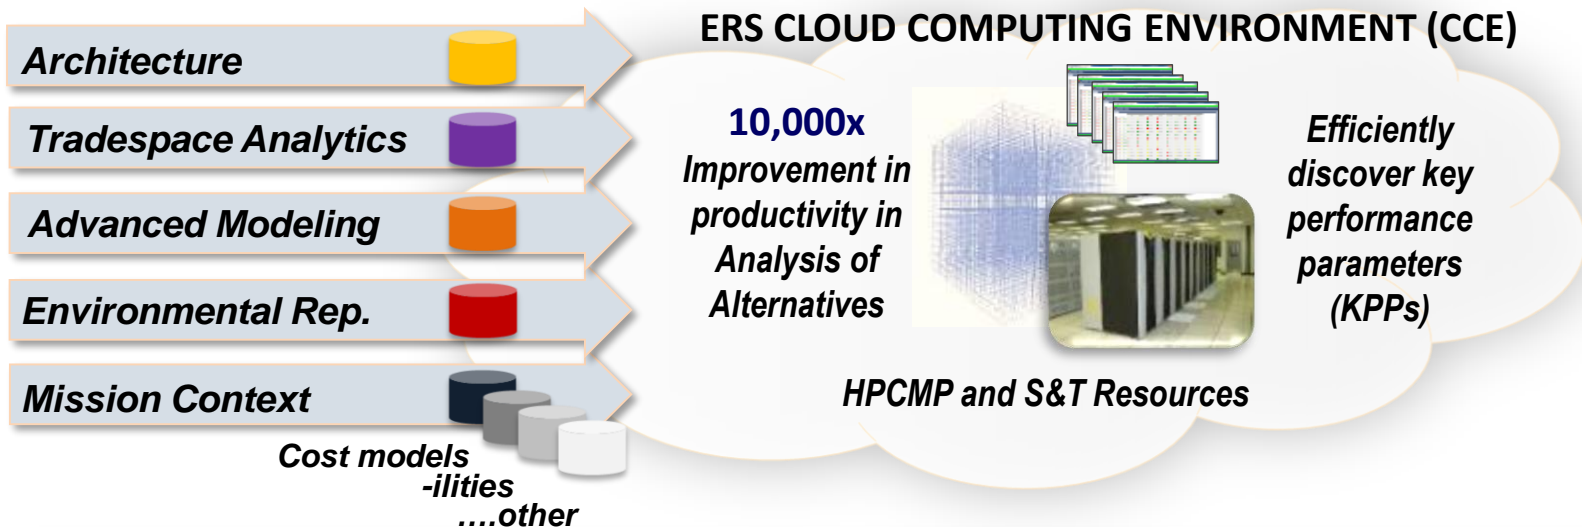 ERS CLOUD COMPUTING ENVIRONMENT (CCE)
Architecture
Tradespace Analytics
Advanced Modeling
Environmental Rep.
Mission Context
Cost models
-ilities
....other
10,000x
Improvement in
productivity in
Analysis of
Alternatives
Efficiently
discover key
performance
parameters
(KPPs)
HPCMP and S&T Resources